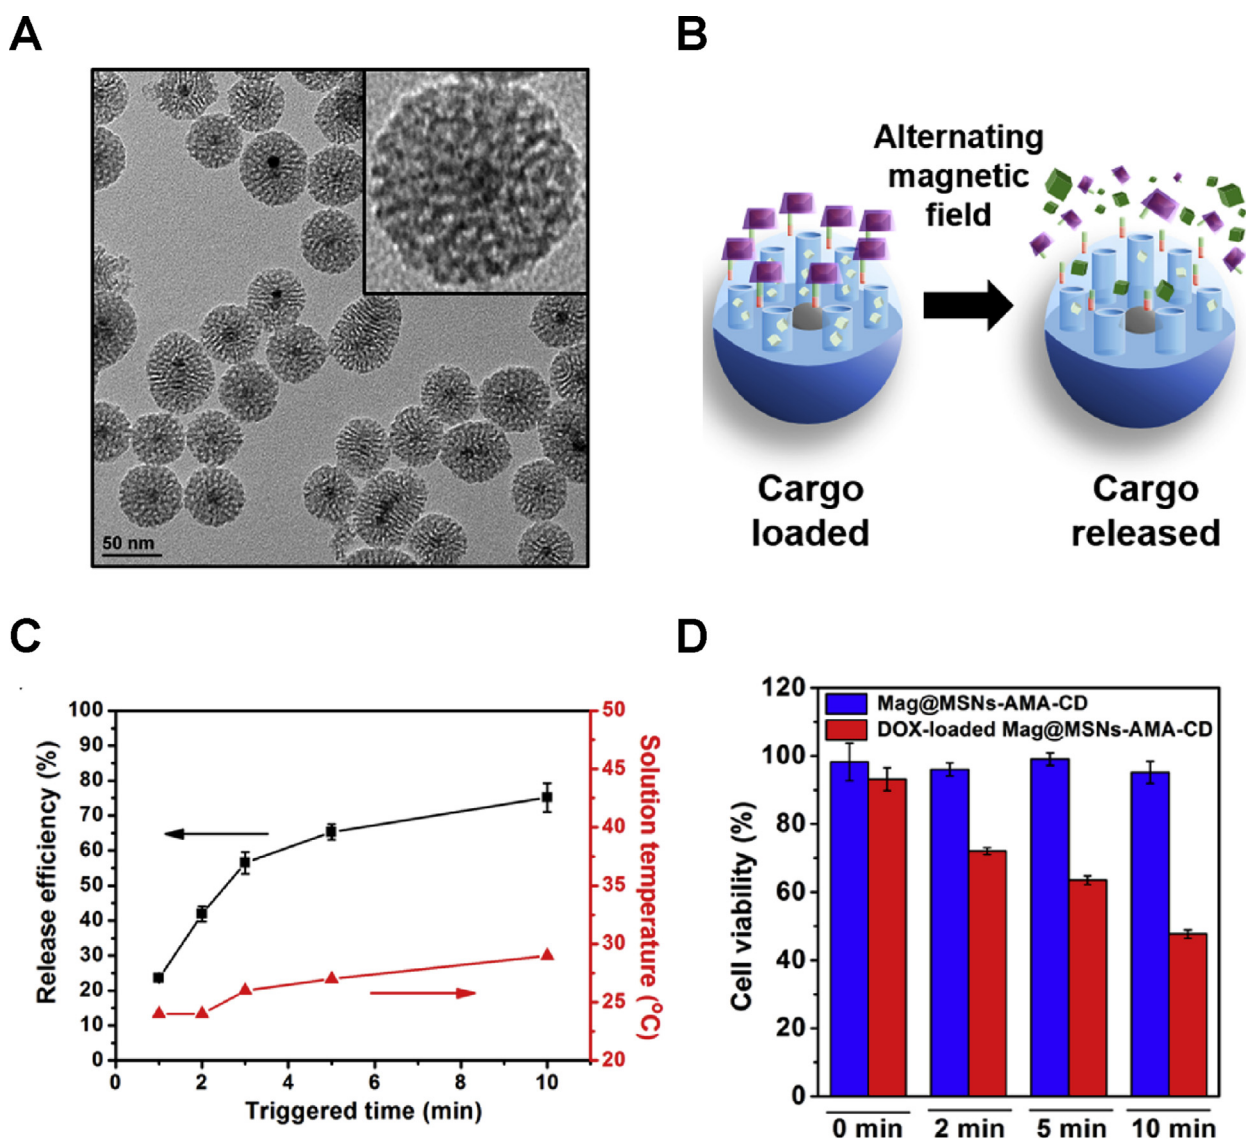 A
B
50 nm
Alternating
magnetic
field
Cargo
loaded
Cargo
released
C
D
100
90
80
70
60
50
40
30
20
10
0
Release efficiency (%)
50
45
40
35
30
25
20
Solution temperature (°C)
0
2
4
6
8
10
Triggered time (min)
120
100
80
60
40
20
0
Cell viability (%)
Mag@MSNs-AMA-CD
DOX-loaded Mag@MSNs-AMA-CD
0 min
2 min
5 min
10 min